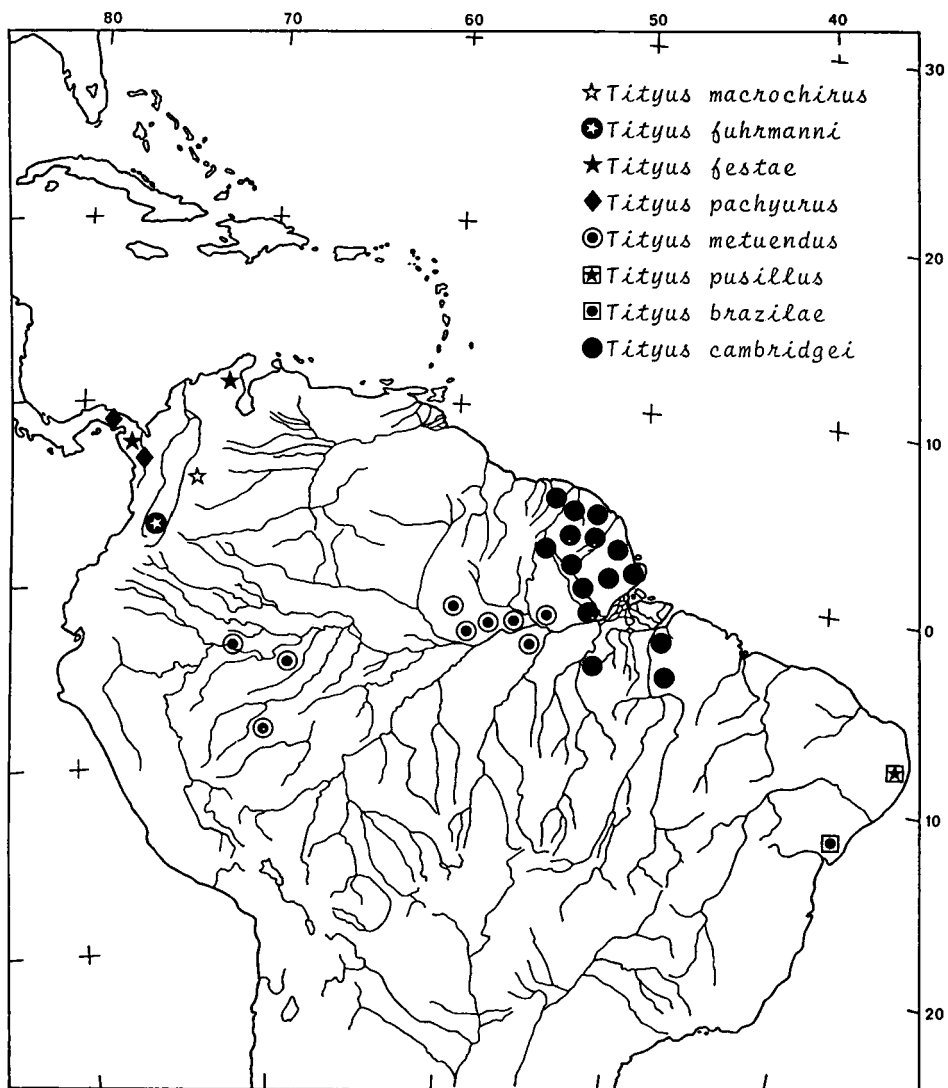 80 70 60 50 40
30
☆ Tityus macrochirus
Tityus fuhrmanni
★ Tityus festae
◆ Tityus pachyurus
Tityus metuendus
Tityus pusillus
Tityus brazilae
● Tityus cambridgei
20
10
0
10
20